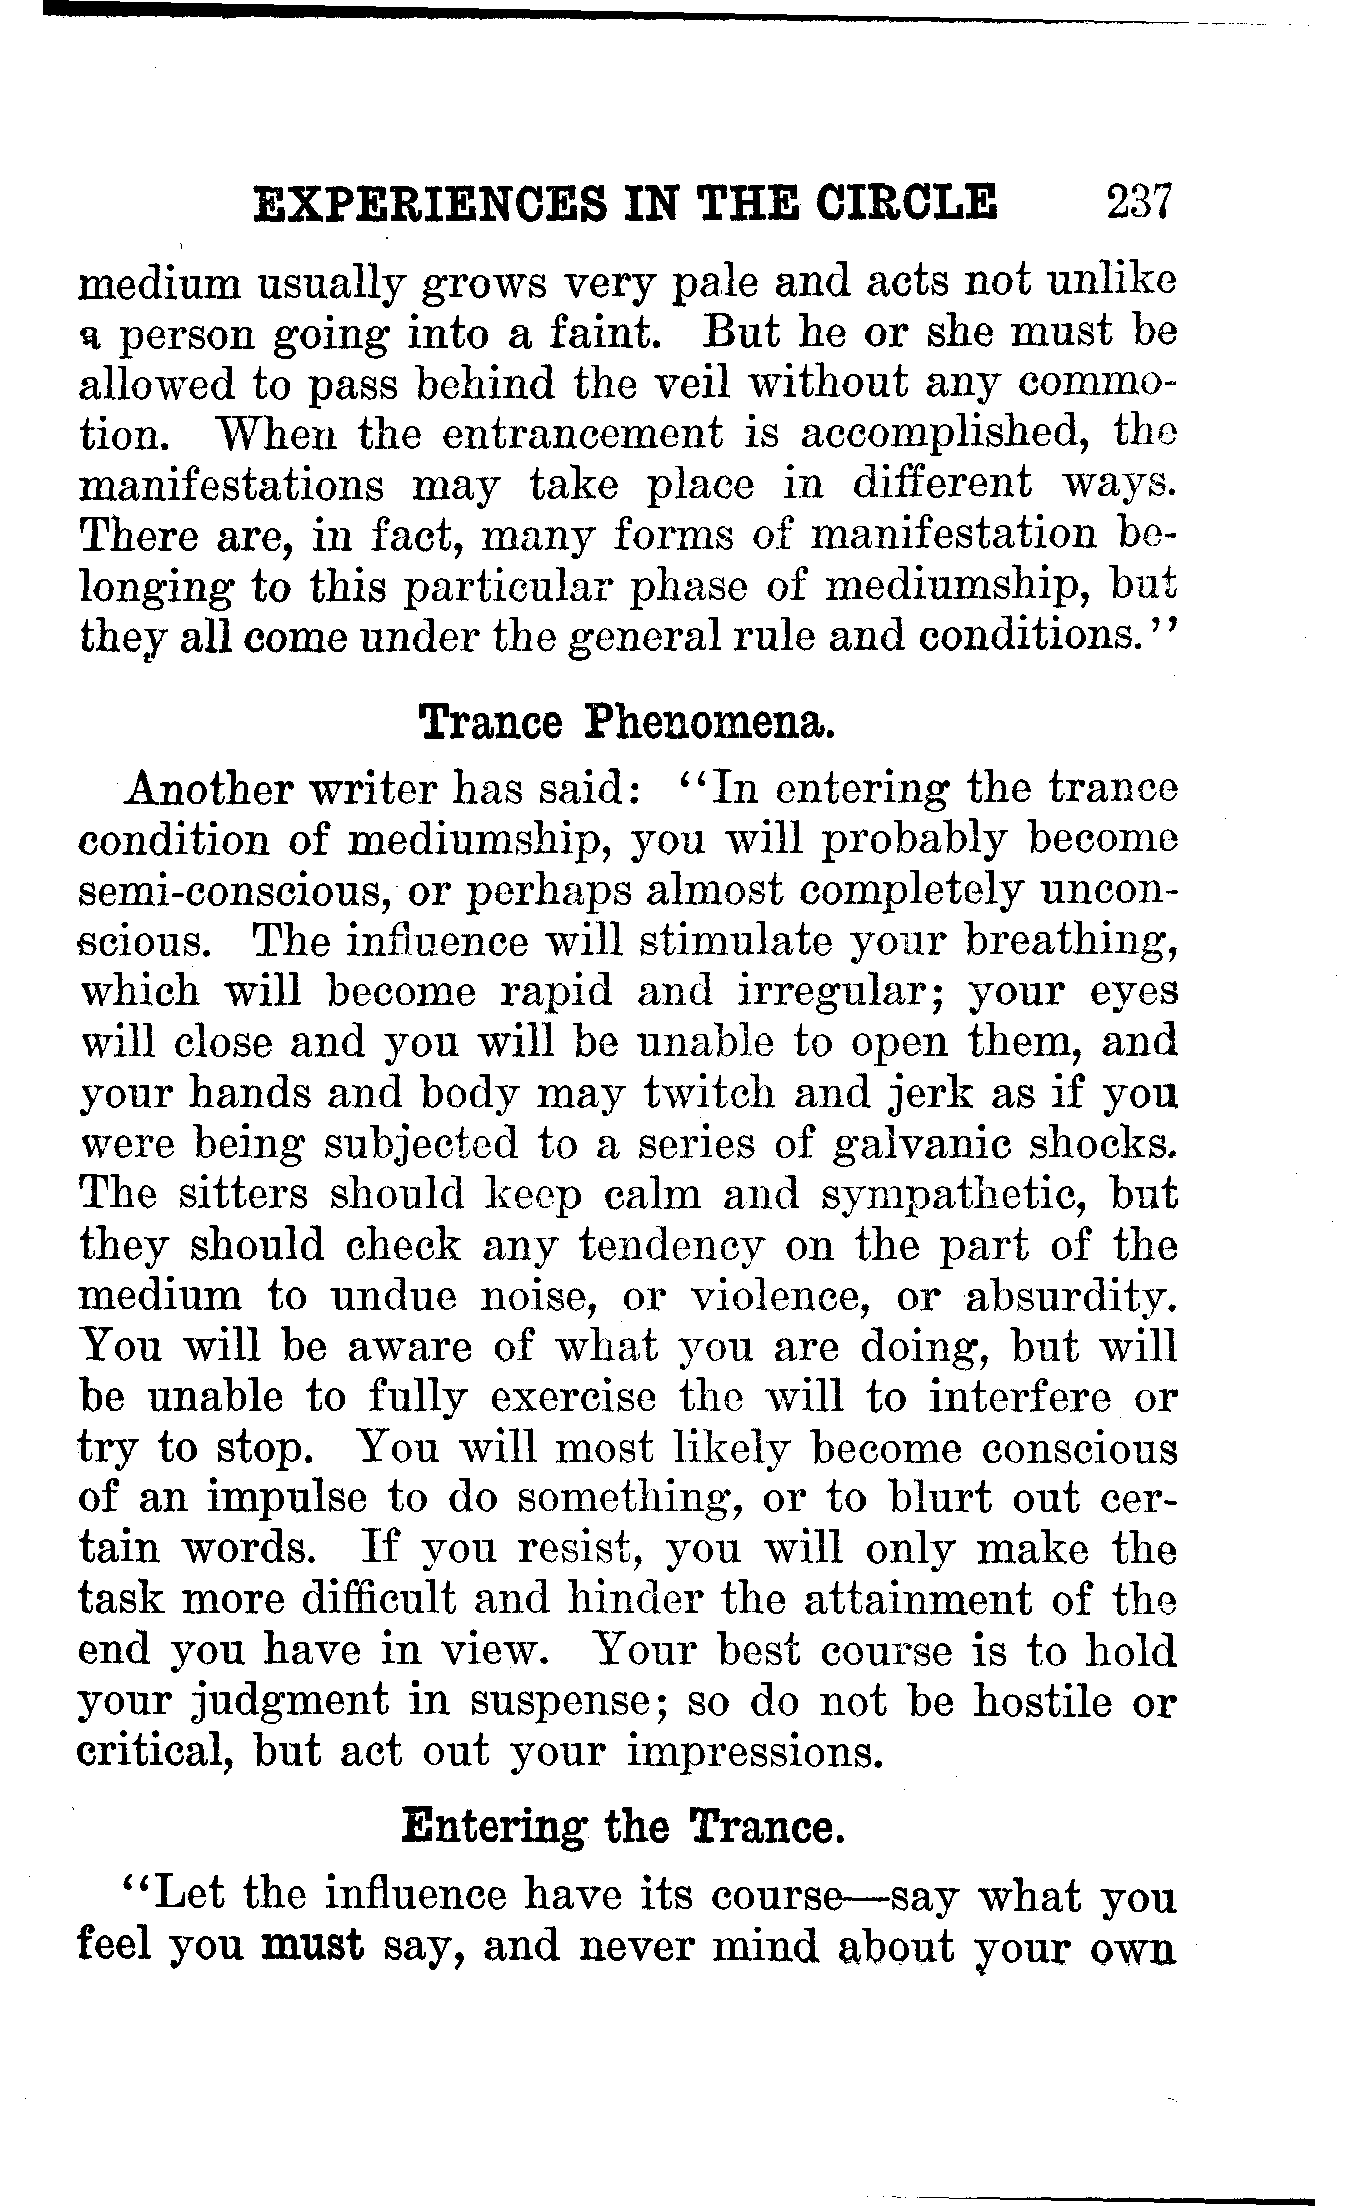 EXPERIENCES IN THE CIRCLE 237
medium usually grows very pale and acts not unlike
a person going into a faint. But he or she must be
allowed to pass behind the veil without any commo-
tion. When the entrancement is accomplished, the
manifestations may take place in different ways.
There are, in fact, many forms of manifestation be-
longing to this particular phase of mediumship, but
they all come under the general rule and conditions.''
Trance Phenomena.
Another writer has said: ''In entering the trance
condition of mediumship, you will probably become
semi-conscious, or perhaps almost completely uncon-
scious. The influence will stimulate your breathing,
which will become rapid and irregular; your eyes
will close and you will be unable to open them, and
your hands and body may twitch and jerk as if you
were being subjected to a series of galvanic shocks.
The sitters should keep calm and sympathetic, but
they should check any tendency on the part of the
medium to undue noise, or violence, or absurdity.
You will be aware of what you are doing, but will
be unable to fully exercise the will to interfere or
try to stop. You will most likely become conscious
of an impulse to do something, or to blurt out cer-
tain words. If you resist, you will only make the
task more difficult and hinder the attainment of the
end you have in view. Your best course is to hold
your judgment in suspense; so do not be hostile or
critical, but act out your impressions.
Entering the Trance.
''Let the influence have its course—say what you
feel you must say, and never mind about your own